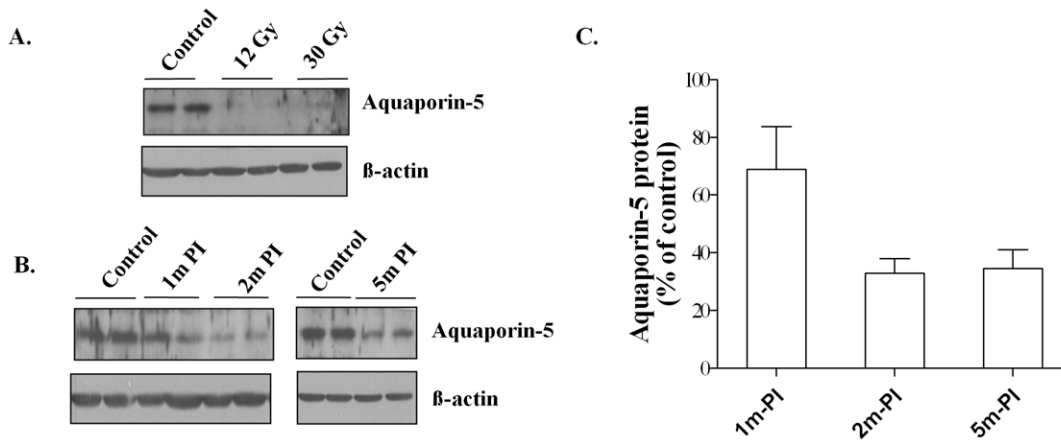 A.
Control
12 Gy
30 Gy
Aquaporin-5
ß-actin
B.
Control
1m PI
2m PI
Control
5m PI
Aquaporin-5
ß-actin
C.
Aquaporin-5 protein
(% of control)
100
80
60
40
20
0
1m-PI
2m-PI
5m-PI